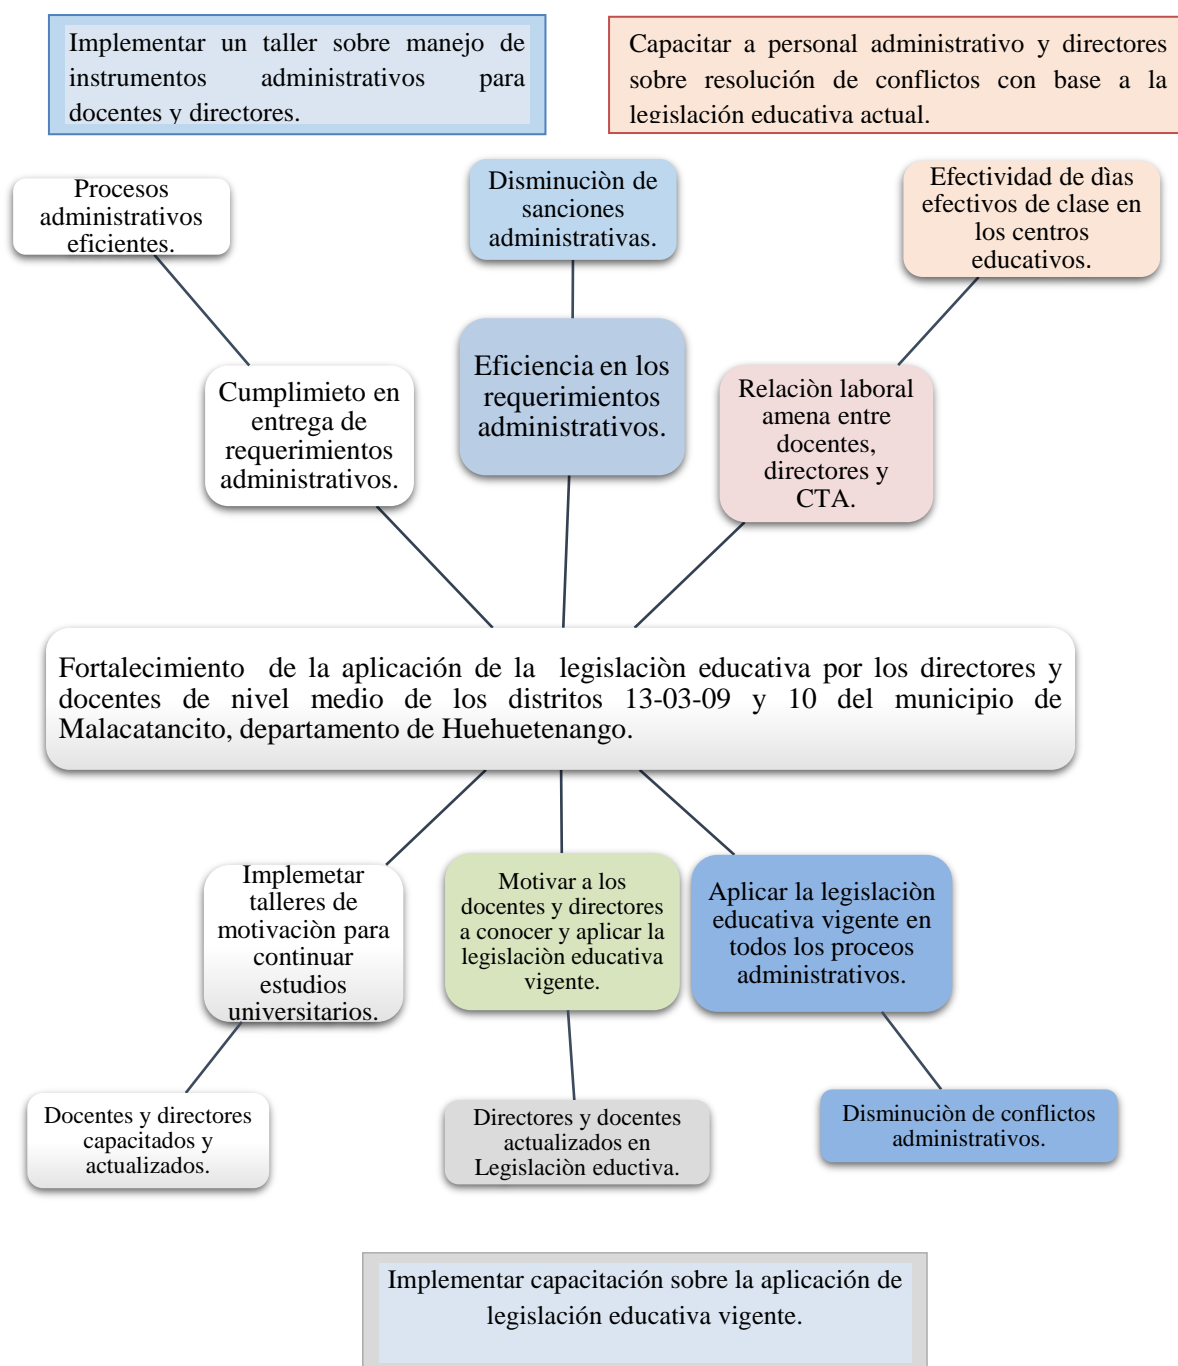 Implementar un taller sobre manejo de
instrumentos administrativos para
docentes y directores.
Capacitar a personal administrativo y directores
sobre resolución de conflictos con base a la
legislación educativa actual.
Procesos
administrativos
eficientes.
Disminuciòn de
sanciones
administrativas.
Efectividad de dìas
efectivos de clase en
los centros
educativos.
Cumplimieto en
entrega de
requerimientos
administrativos.
Eficiencia en los
requerimientos
administrativos.
Relaciòn laboral
amena entre
docentes,
directores y
CTA.
Fortalecimiento de la aplicación de la legislaciòn educativa por los directores y
docentes de nivel medio de los distritos 13-03-09 y 10 del municipio de
Malacatancito, departamento de Huehuetenango.
Implemetar
talleres de
motivaciòn para
continuar
estudios
universitarios.
Motivar a los
docentes y directores
a conocer y aplicar la
legislaciòn educativa
vigente.
Aplicar la legislaciòn
educativa vigente en
todos los proceos
administrativos.
Docentes y directores
capacitados y
actualizados.
Directores y docentes
actualizados en
Legislaciòn eductiva.
Disminuciòn de conflictos
administrativos.
Implementar capacitación sobre la aplicación de
legislación educativa vigente.